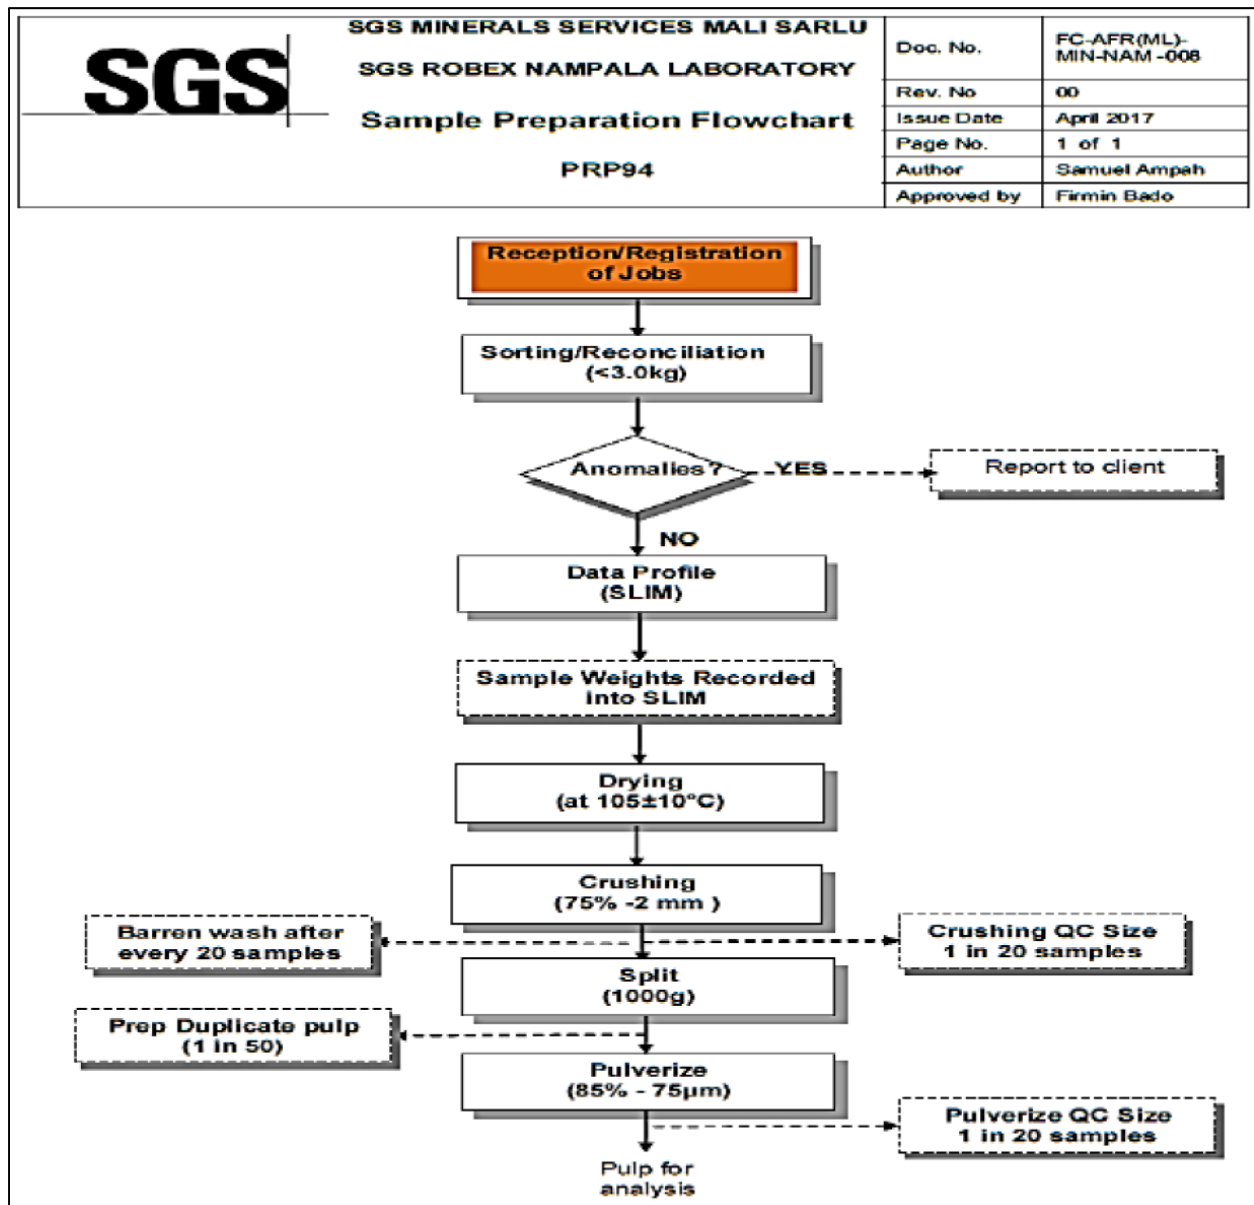 SGS
SGS MINERALS SERVICES MALI SARLU
SGS ROBEX NAMPALA LABORATORY
Sample Preparation Flowchart
PRP94
Doc. No.
FC-AFR(ML)-
MIN-NAM -008
Rev. No
00
Issue Date
April 2017
Page No.
1 of 1
Author
Samuel Ampah
Approved by
Firmin Bado
Reception/Registration
of Jobs
Sorting/Reconciliation
(<3.0kg)
Anomalies?
YES
Report to client
NO
Data Profile
(SLIM)
Sample Weights Recorded
into SLIM
Drying
(at 105±10°C)
Crushing
(75% -2 mm )
Barren wash after
every 20 samples
Crushing QC Size
1 in 20 samples
Split
(1000g)
Prep Duplicate pulp
(1 in 50)
Pulverize
(85% - 75µm)
Pulverize QC Size
1 in 20 samples
Pulp for
analysis